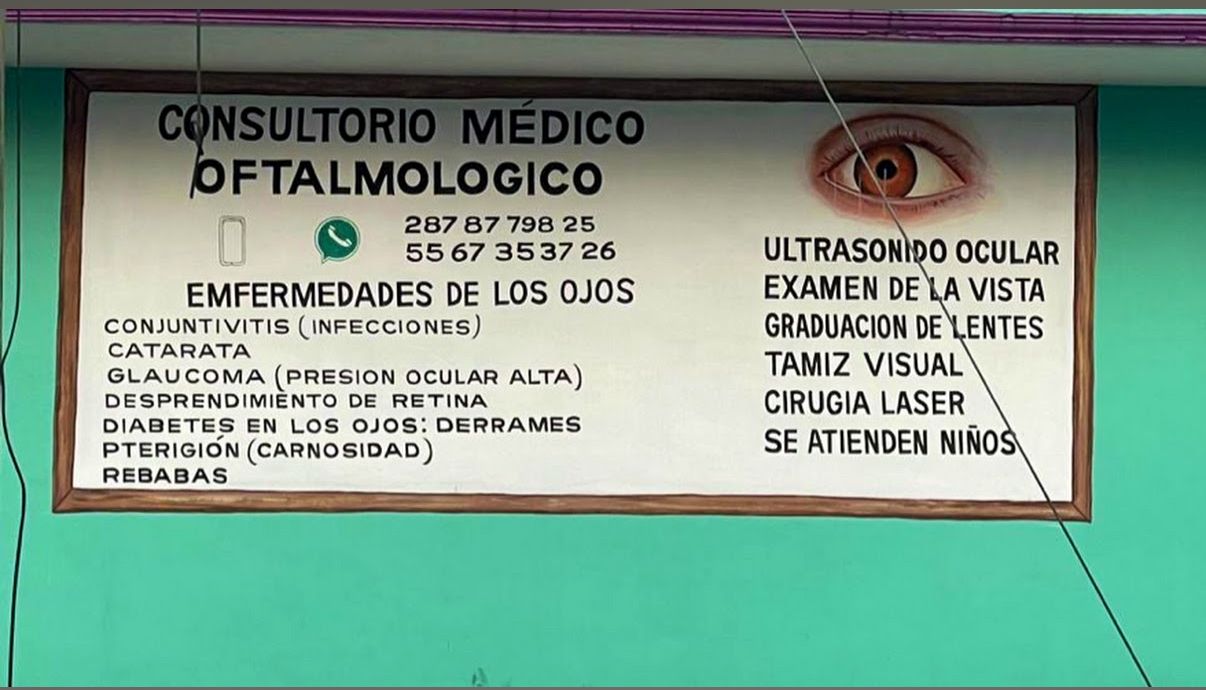 CONSULTORIO MÉDICO
OFTALMOLOGICO
287 87 798 25
55 67 35 37 26
EMFERMEDADES DE LOS OJOS
CONJUNTIVITIS (INFECCIONES)
CATARATA
GLAUCOMA (PRESION OCULAR ALTA)
DESPRENDIMIENTO DE RETINA
DIABETES EN LOS OJOS: DERRAMES
PTERIGIÓN (CARNOSIDAD)
REBABAS
ULTRASONIDO OCULAR
EXAMEN DE LA VISTA
GRADUACION DE LENTES
TAMIZ VISUAL
CIRUGIA LASER
SE ATIENDEN NIÑOS